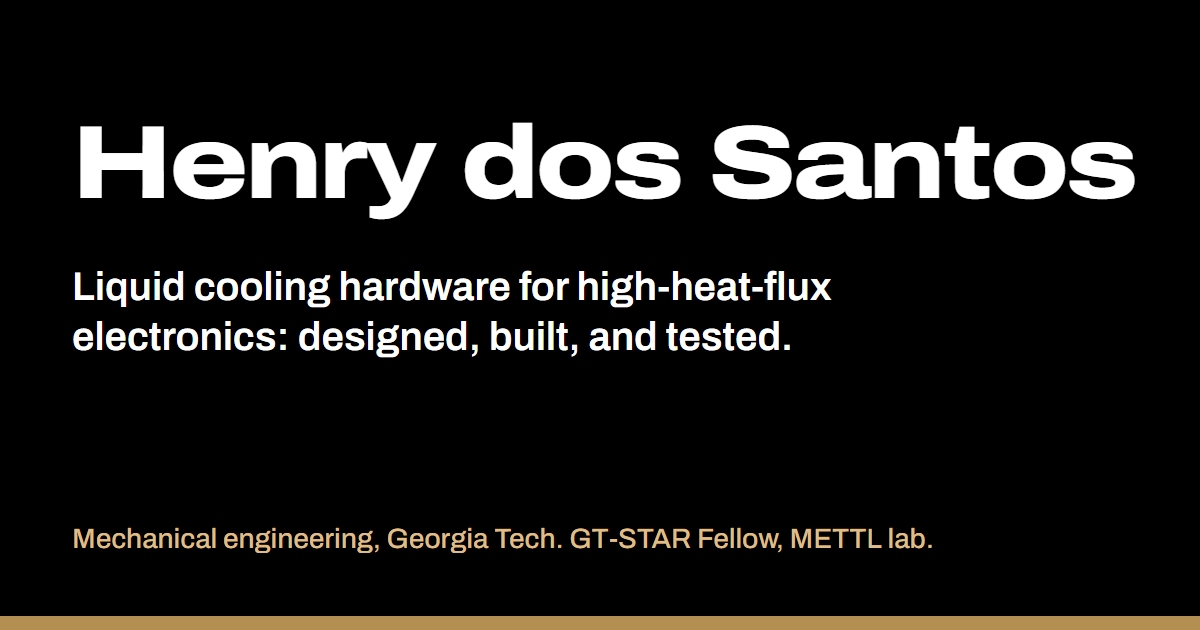 Henry dos Santos
Liquid cooling hardware for high-heat-flux
electronics: designed, built, and tested.
Mechanical engineering, Georgia Tech. GT-STAR Fellow, METTL lab.